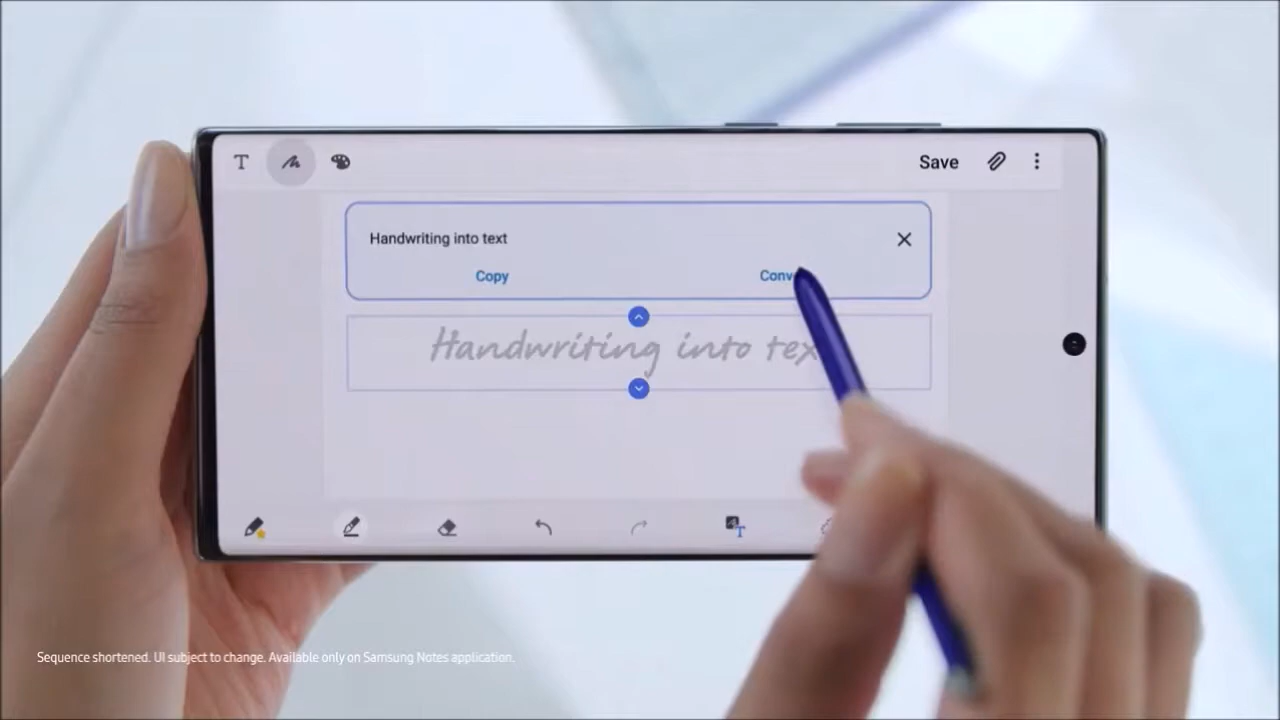 T
Save
Handwriting into text
Copy
Handwriting into
Sequence shortened. UI subject to change. Available only on Samsung Notes application.